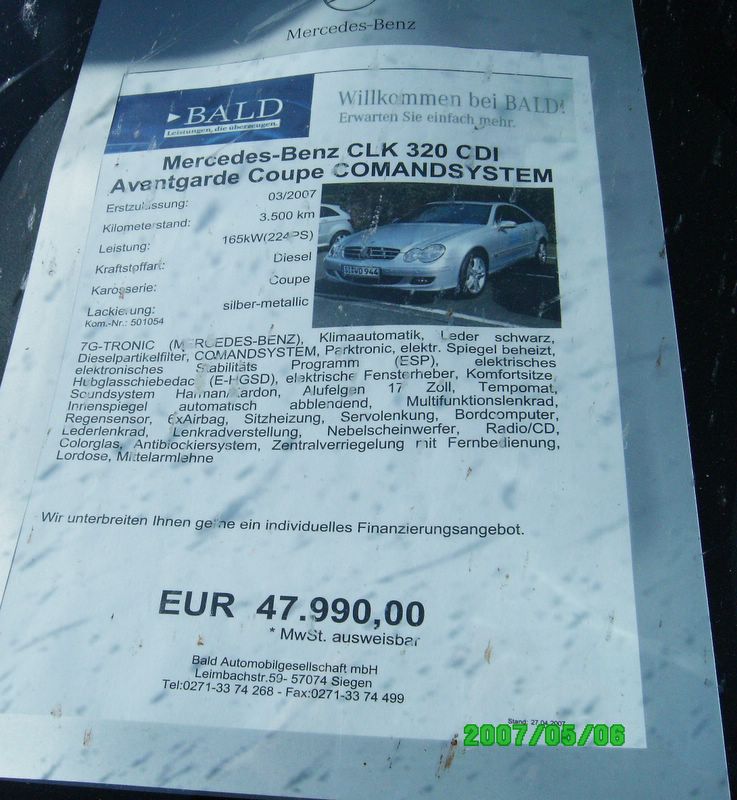 Mercedes-Benz
BALD
Leistungen, die überzeugen.
Willkommen bei BALD!
Erwarten Sie einfach mehr.
Mercedes-Benz CLK 320 CDI
Avantgarde Coupe COMANDSYSTEM
Erstzulassung: 03/2007
Kilometerstand: 3.500 km
Leistung: 165kW(224PS)
Kraftstoffart: Diesel
Karosserie: Coupe
Lackierung: silber-metallic
Kom.-Nr.: 501054
SI WD 944
7G-TRONIC (MERCEDES-BENZ), Klimaautomatik, Leder schwarz,
Dieselpartikelfilter, COMANDSYSTEM, Parktronic, elektr. Spiegel beheizt,
elektronisches Stabilitäts Programm (ESP), elektrisches
Hubglasschiebedach (E-HGSD), elektrische Fensterheber, Komfortsitze,
Soundsystem Harman/Kardon, Alufelgen 17 Zoll, Tempomat,
Innenspiegel automatisch abblendend, Multifunktionslenkrad,
Regensensor, 6xAirbag, Sitzheizung, Servolenkung, Bordcomputer,
Lederlenkrad, Lenkradverstellung, Nebelscheinwerfer, Radio/CD,
Colorglas, Antiblockiersystem, Zentralverriegelung mit Fernbedienung,
Lordose, Mittelarmlehne
Wir unterbreiten Ihnen gerne ein individuelles Finanzierungsangebot.
EUR 47.990,00
* MwSt. ausweisbar
Bald Automobilgesellschaft mbH
Leimbachstr.59- 57074 Siegen
Tel:0271-33 74 268 - Fax:0271-33 74 499
Stand: 27.04.2007
2007/05/06